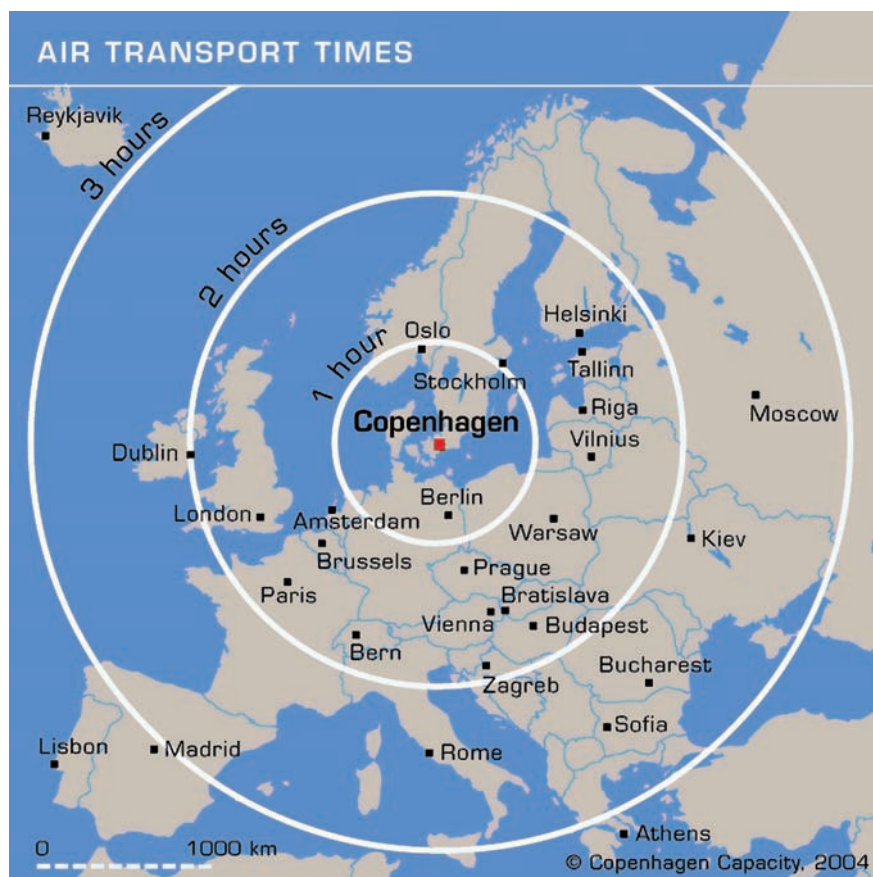 AIR TRANSPORT TIMES
Reykjavik
3 hours
2 hours
1 hour
Oslo
Helsinki
Stockholm
Tallinn
Copenhagen
Riga
Moscow
Dublin
Vilnius
London
Amsterdam
Berlin
Warsaw
Kiev
Brussels
Prague
Paris
Bratislava
Vienna
Budapest
Bern
Zagreb
Bucharest
Sofia
Lisbon
Madrid
Rome
Athens
0 1000 km
© Copenhagen Capacity, 2004